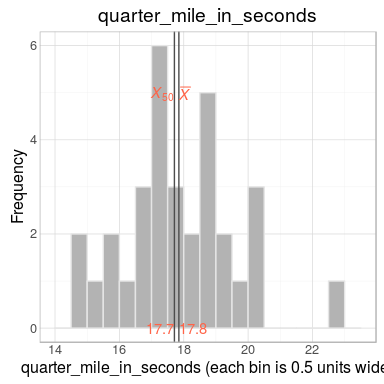 quarter_mile_in_seconds
6
4
2
0
Frequency
X̃₅₀ X̅
17.7 17.8
14 16 18 20 22
quarter_mile_in_seconds (each bin is 0.5 units wide